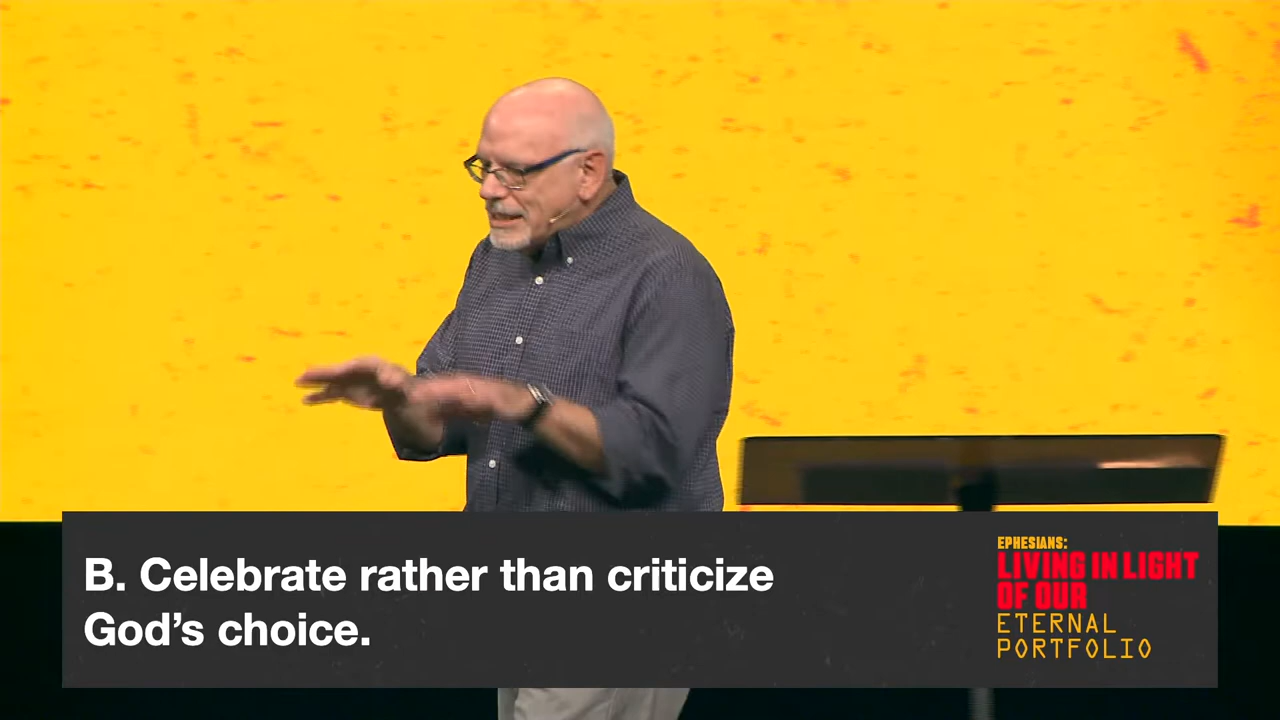 B. Celebrate rather than criticize
God’s choice.
EPHESIANS:
LIVING IN LIGHT
OF OUR
ETERNAL
PORTFOLIO